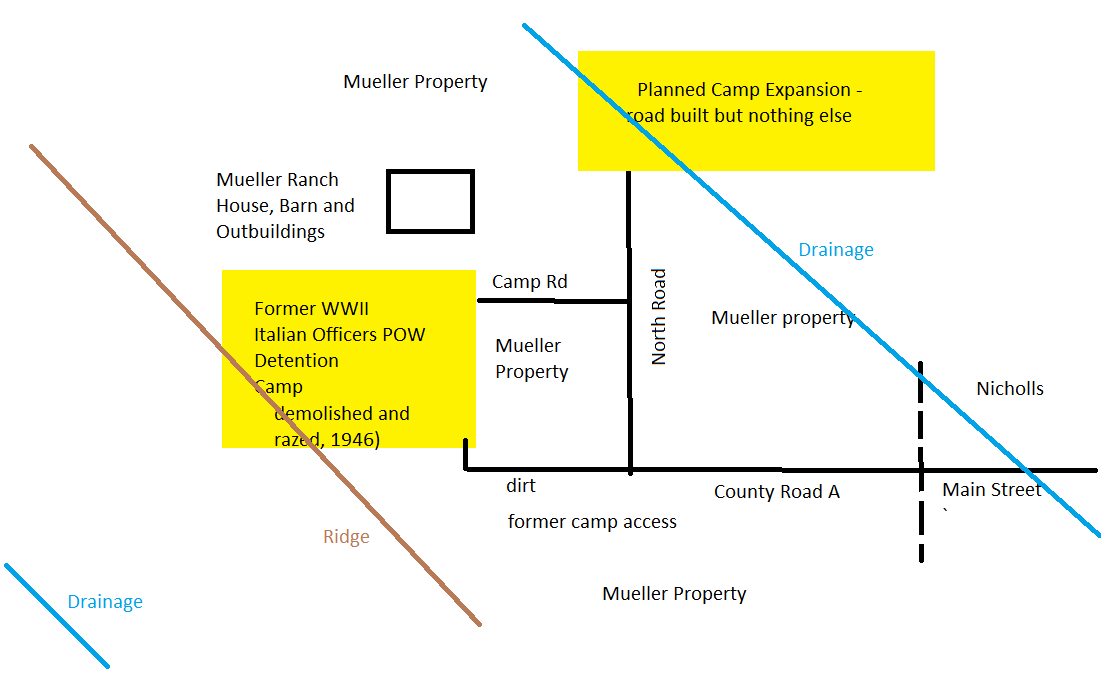 Mueller Property
Planned Camp Expansion -
road built but nothing else
Mueller Ranch
House, Barn and
Outbuildings
Drainage
Camp Rd
North Road
Former WWII
Italian Officers POW
Detention
Camp
demolished and
razed, 1946)
Mueller
Property
Mueller property
Nicholls
dirt
County Road A
Main Street
`
former camp access
Ridge
Drainage
Mueller Property